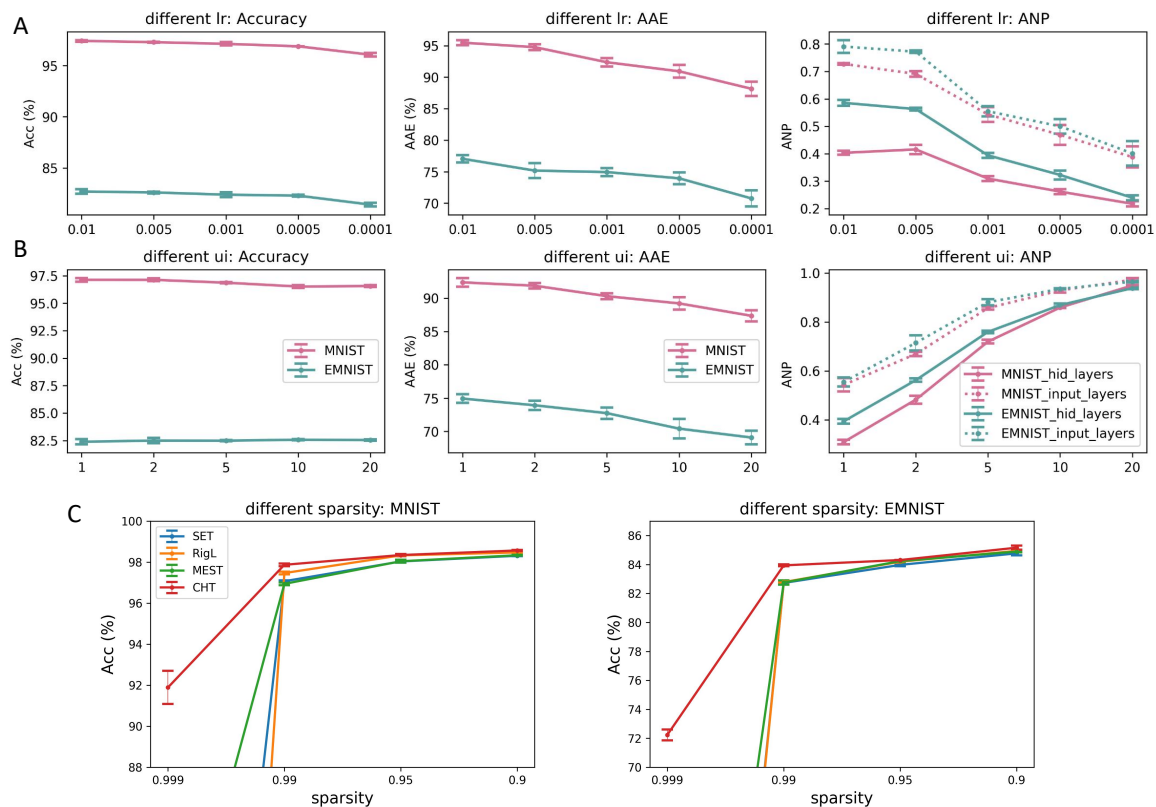 A
different lr: Accuracy
Acc (%)
95
90
85
0.01 0.005 0.001 0.0005 0.0001
different lr: AAE
AAE (%)
95
90
85
80
75
70
0.01 0.005 0.001 0.0005 0.0001
different lr: ANP
ANP
0.8
0.7
0.6
0.5
0.4
0.3
0.2
0.01 0.005 0.001 0.0005 0.0001
B
different ui: Accuracy
Acc (%)
97.5
95.0
92.5
90.0
87.5
85.0
82.5
MNIST
EMNIST
1 2 5 10 20
different ui: AAE
AAE (%)
90
85
80
75
70
MNIST
EMNIST
1 2 5 10 20
different ui: ANP
ANP
1.0
0.8
0.6
0.4
MNIST_hid_layers
MNIST_input_layers
EMNIST_hid_layers
EMNIST_input_layers
1 2 5 10 20
C
different sparsity: MNIST
Acc (%)
100
98
96
94
92
90
88
SET
RigL
MEST
CHT
0.999 0.99 0.95 0.9
sparsity
different sparsity: EMNIST
Acc (%)
86
84
82
80
78
76
74
72
70
0.999 0.99 0.95 0.9
sparsity